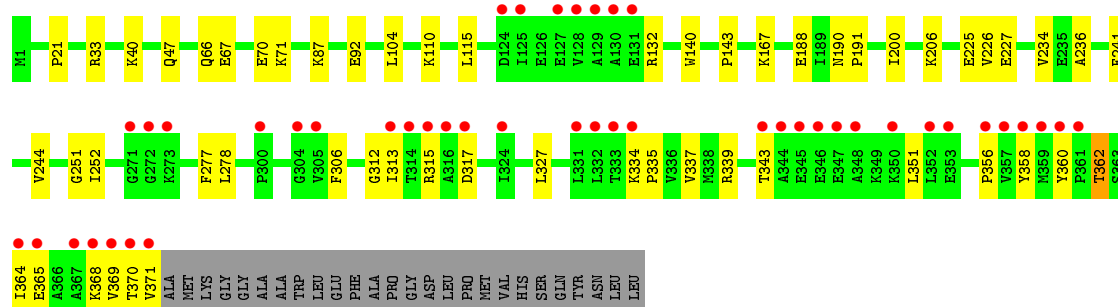 M1 P21 R33 K40 Q47 Q66 E67 E70 K71 K87 E92 L104 K110 L115 D124 I125 E126 E127 V128 A129 A130 E131 R132 W140 P143 K167 E188 I189 N190 P191 I200 K206 E225 V226 E227 V234 E235 A236
V244 G251 I252 G271 G272 K273 F277 L278 P300 G304 V305 F306 G312 I313 T314 R315 A316 D317 I324 L327 L331 L332 T333 K334 P335 V336 V337 M338 R339 T343 A344 E345 E346 E347 A348 K349 K350 L351 L352 E353 P356 V357 Y358 M359 Y360 P361 T362 S363
I364 E365 A366 A367 K368 V369 T370 V371 ALA MET LYS GLY GLY ALA ALA TRP LEU GLU PHE ALA PRO GLY ASP LEU PRO MET VAL HIS SER GLN TYR ASN LEU LEU